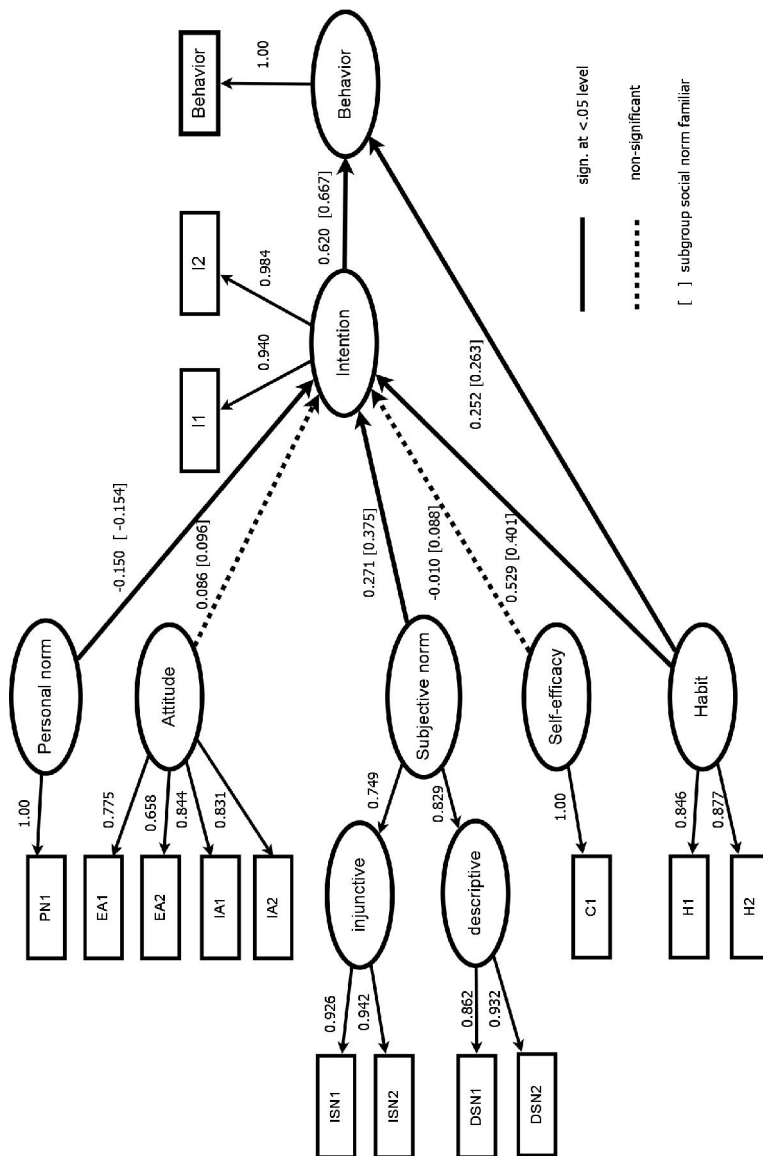 Behavior
1.00
Behavior
I2
0.984
I1
0.940
Intention
0.620 [0.667]
Personal norm
1.00
PN1
-0.150 [ -0.154]
Attitude
0.086 [0.096]
0.775
EA1
0.658
EA2
0.844
IA1
0.831
IA2
Subjective norm
0.271 [0.375]
0.749
injunctive
0.926
ISN1
0.942
ISN2
0.829
descriptive
0.862
DSN1
0.932
DSN2
Self-efficacy
-0.010 [0.088]
1.00
C1
Habit
0.529 [0.401]
0.252 [0.263]
0.846
H1
0.877
H2
sign. at <.05 level
non-significant
[ ] subgroup social norm familiar